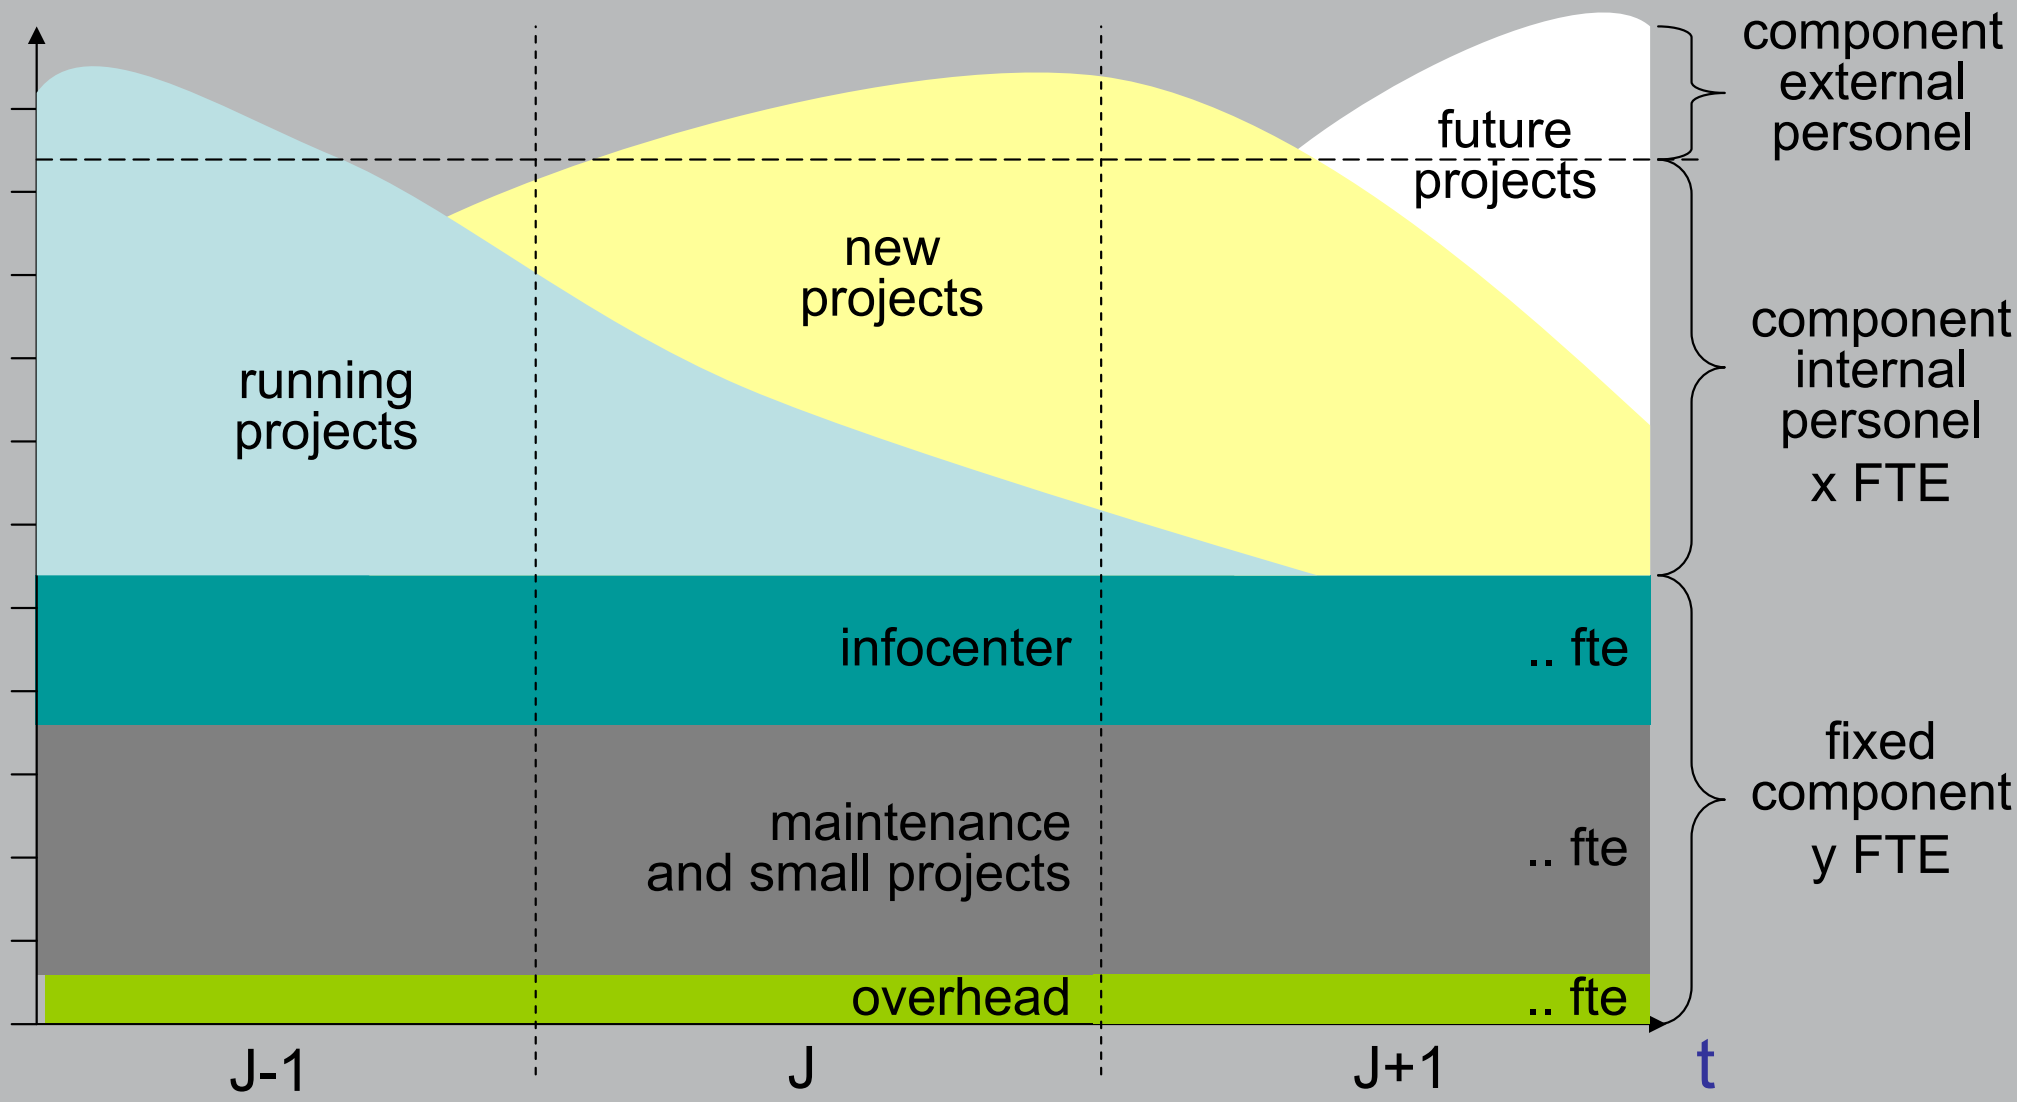 component
external
personel
future
projects
new
projects
running
projects
component
internal
personel
x FTE
infocenter
.. fte
fixed
component
y FTE
maintenance
and small projects
.. fte
overhead
.. fte
J-1
J
J+1
t